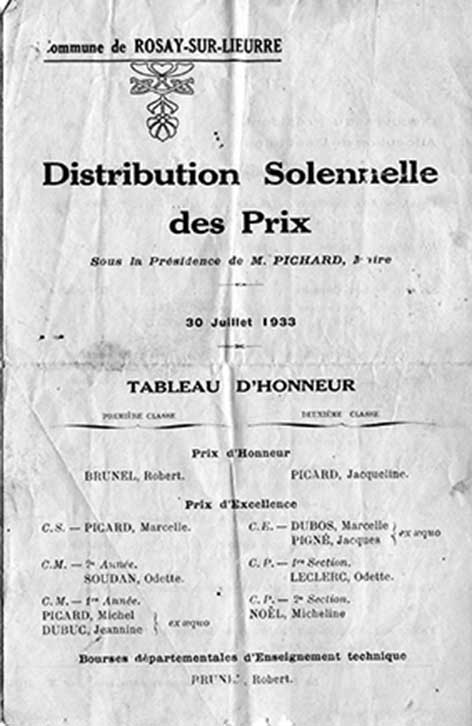 Commune de ROSAY-SUR-LIEURRE
Distribution Solennelle
des Prix
Sous la Présidence de M. PICHARD, Maire
30 Juillet 1933
TABLEAU D'HONNEUR
PREMIÈRE CLASSE DEUXIÈME CLASSE
Prix d'Honneur
BRUNEL, Robert. PICARD, Jacqueline.
Prix d'Excellence
C.S. — PICARD, Marcelle. C.E. — DUBOS, Marcelle
PIGNÉ, Jacques ex æquo
C.M. — 2e Année. C.P. — 1re Section.
SOUDAN, Odette. LECLERC, Odette.
C.M. — 1re Année. C.P. — 2e Section.
PICARD, Michel NOËL, Micheline
DUBUC, Jeannine ex æquo
Bourses départementales d'Enseignement technique
BRUNEL, Robert.